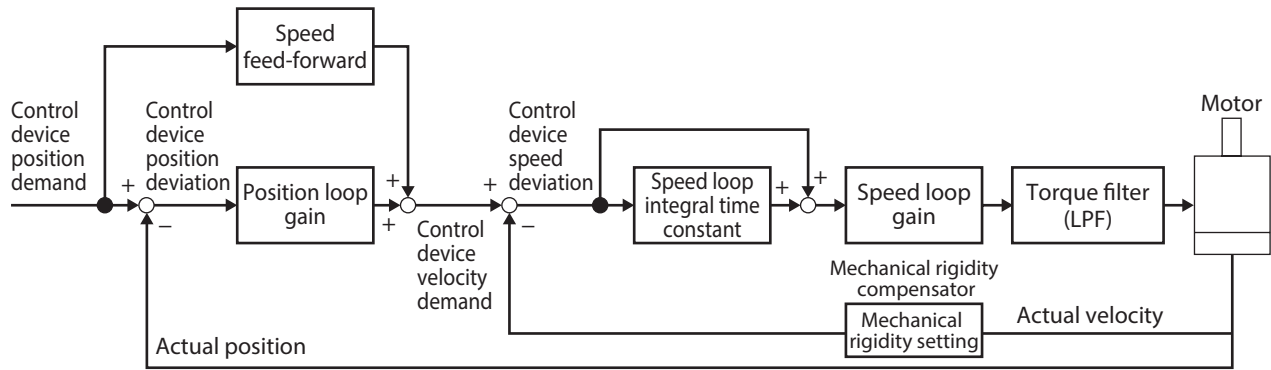 Speed
feed-forward
Control
device
position
demand
Control
device
position
deviation
Control
device
speed
deviation
Motor
+
−
Position loop
gain
+
+
Control
device
velocity
demand
+
−
Speed loop
integral time
constant
+
+
Speed loop
gain
Torque filter
(LPF)
Mechanical rigidity
compensator
Mechanical
rigidity setting
Actual velocity
Actual position